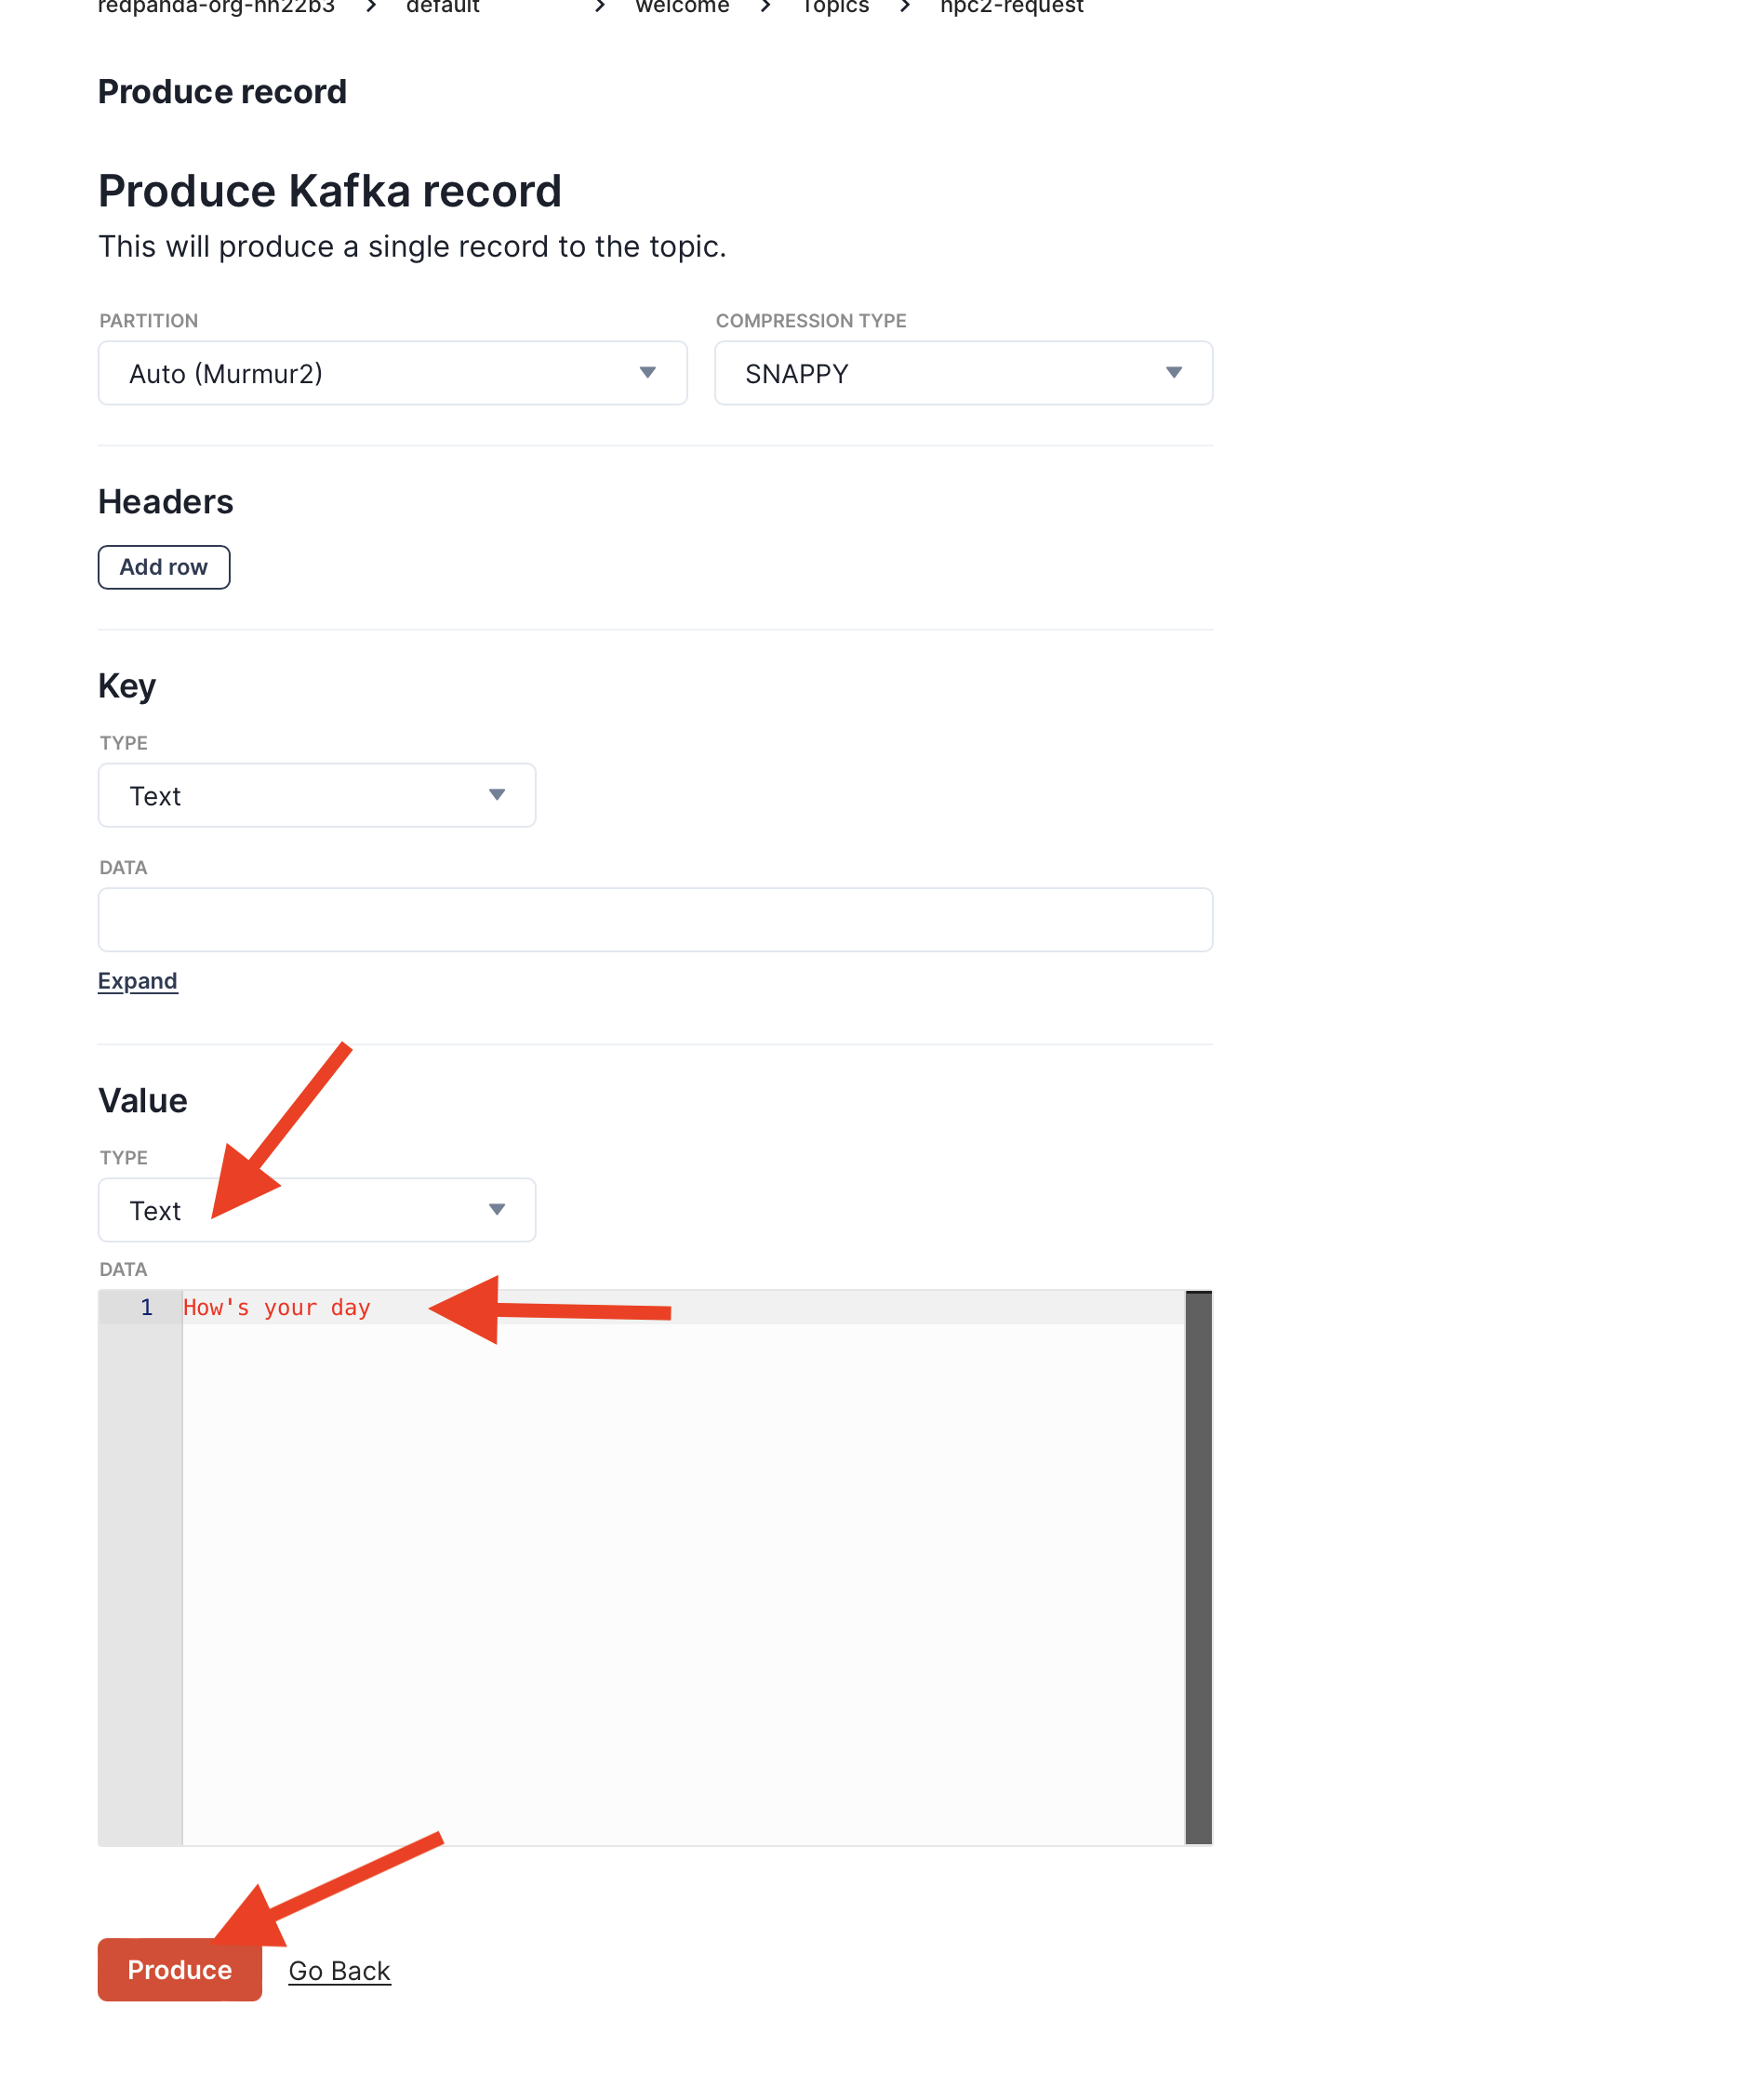 redpanda-org-nh22b3 > default > welcome > Topics > npc2-request
Produce record
Produce Kafka record
This will produce a single record to the topic.
PARTITION COMPRESSION TYPE
Auto (Murmur2) SNAPPY
Headers
Add row
Key
TYPE
Text
DATA
Expand
Value
TYPE
Text
DATA
1 How's your day
Produce Go Back